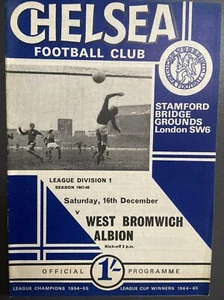 CHELSEA
FOOTBALL CLUB
STAMFORD
BRIDGE
GROUNDS
London SW6
LEAGUE DIVISION 1
SEASON 1967-68
Saturday, 16th December
v
WEST BROMWICH
ALBION
Kick-off 3 p.m.
OFFICIAL
1/-
PROGRAMME
LEAGUE CHAMPIONS 1954-55
LEAGUE CUP WINNERS 1964-65